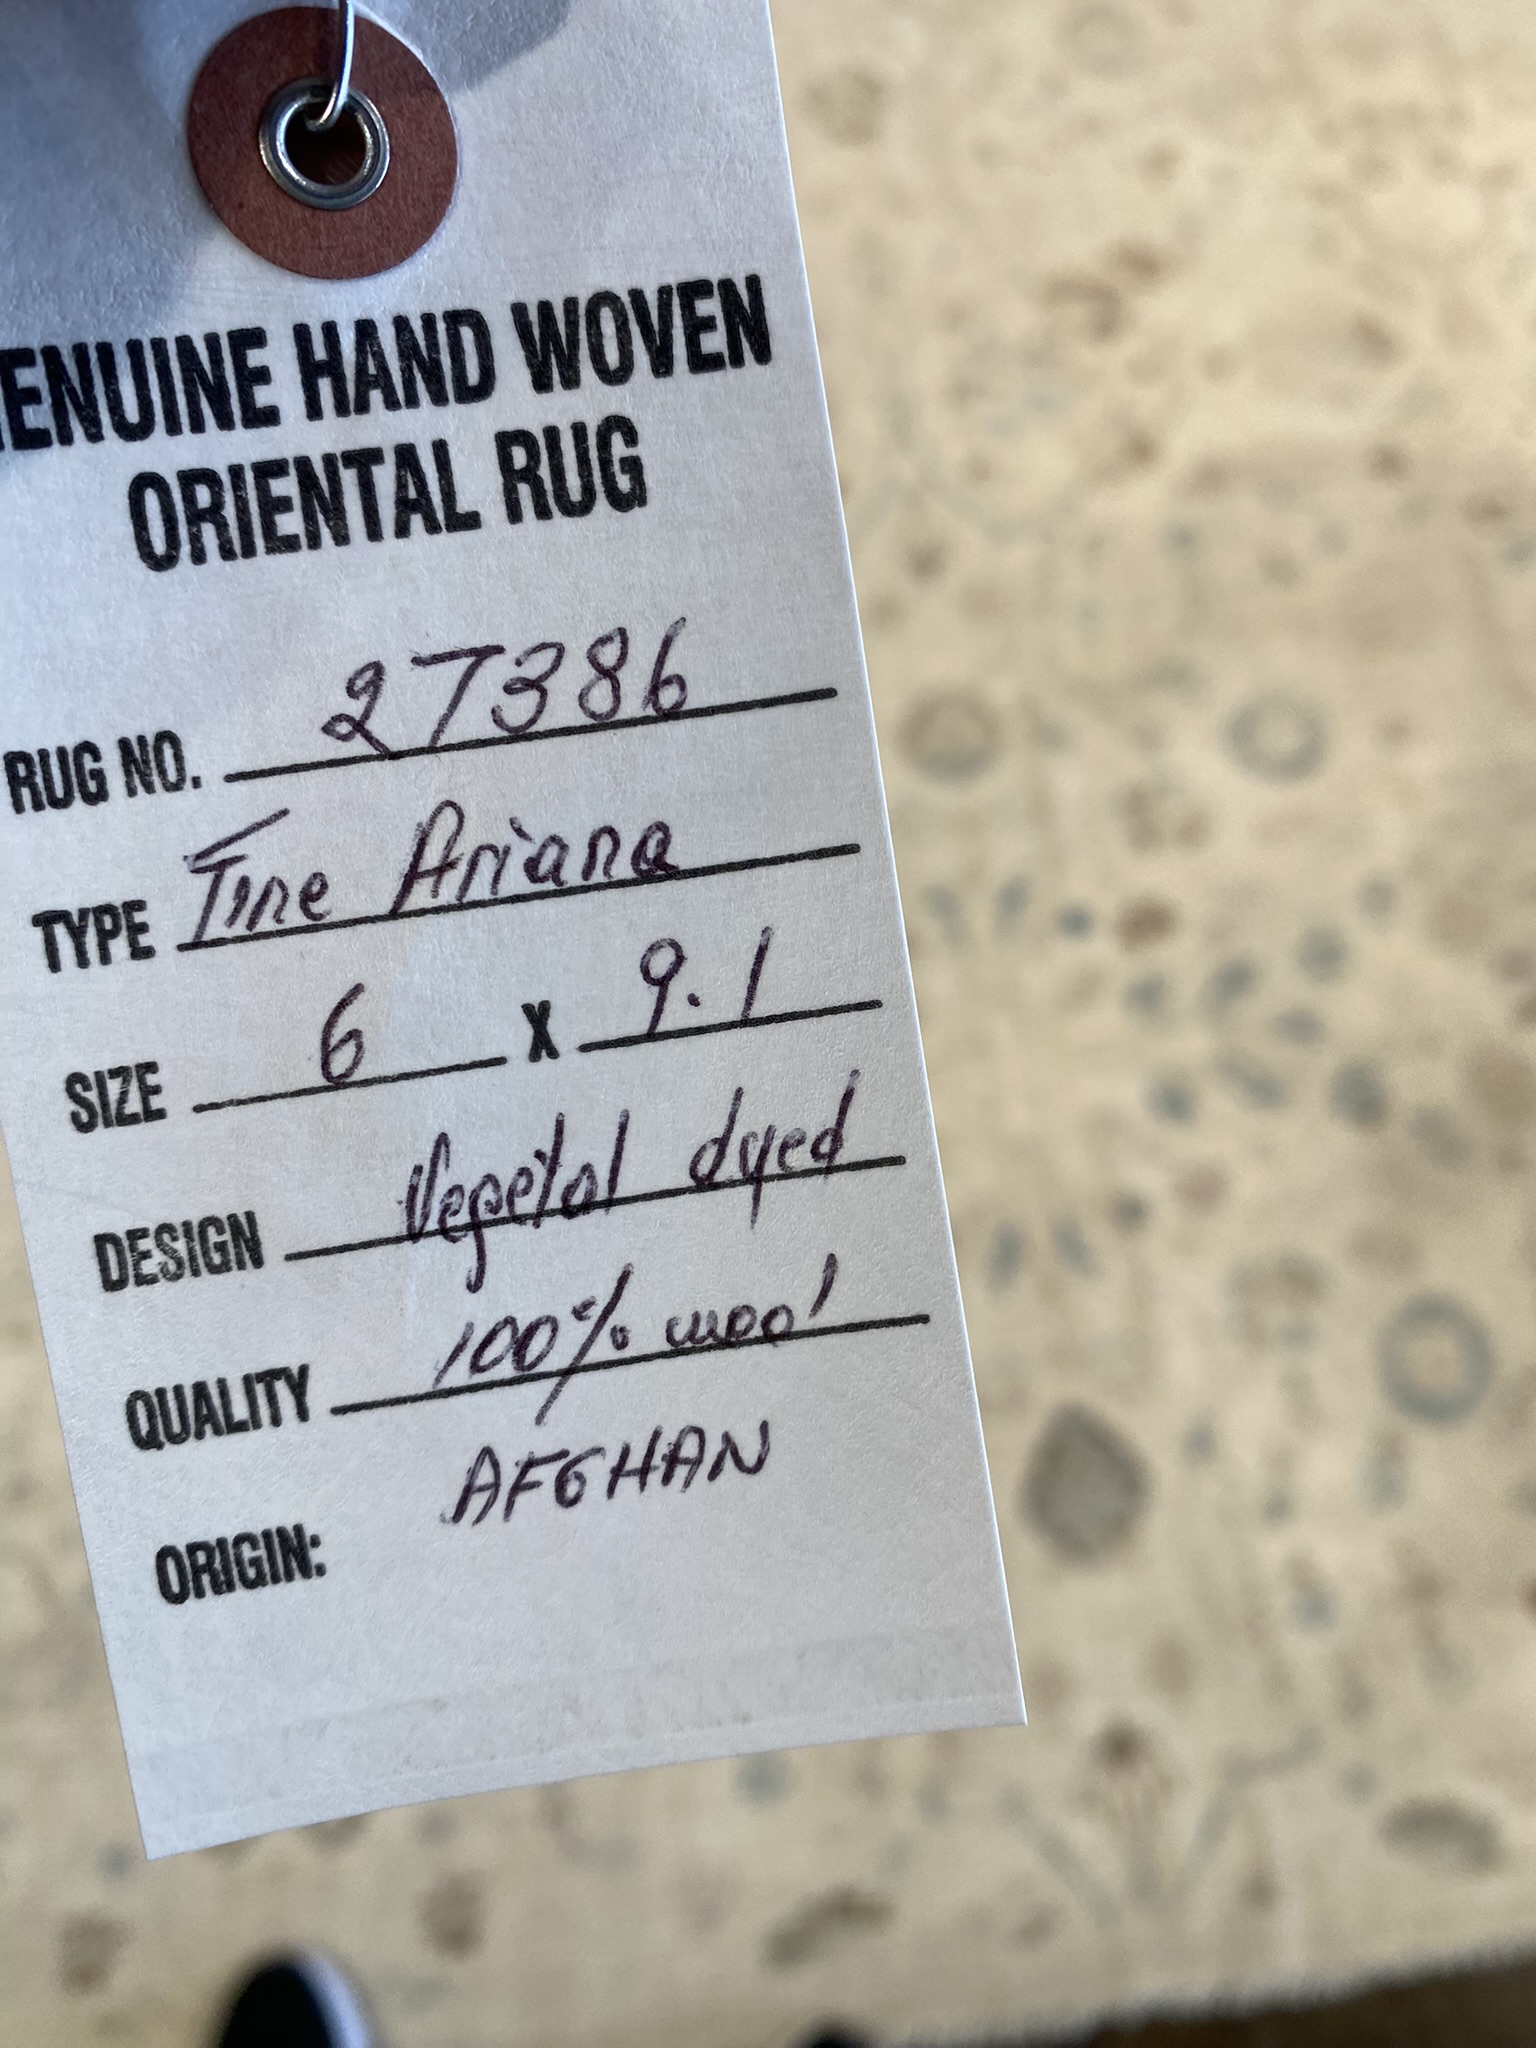 ENUINE HAND WOVEN
ORIENTAL RUG
RUG NO. 27386
TYPE Fine Ariana
SIZE 6 X 9.1
DESIGN Vegetal dyed
QUALITY 100% wool
ORIGIN: AFGHAN